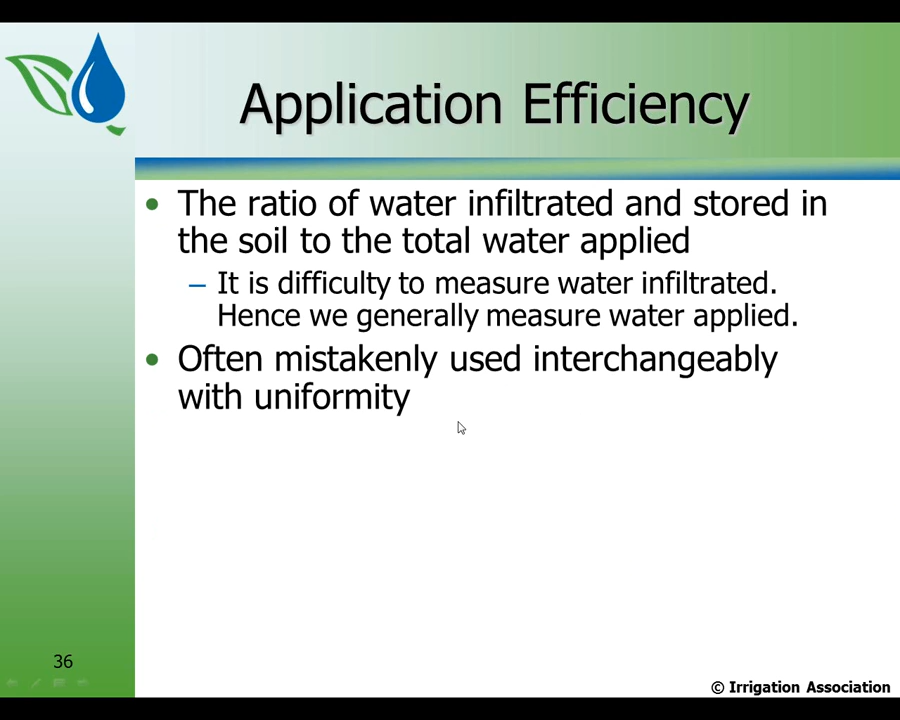 Application Efficiency
• The ratio of water infiltrated and stored in
the soil to the total water applied
– It is difficulty to measure water infiltrated.
Hence we generally measure water applied.
• Often mistakenly used interchangeably
with uniformity
36
© Irrigation Association